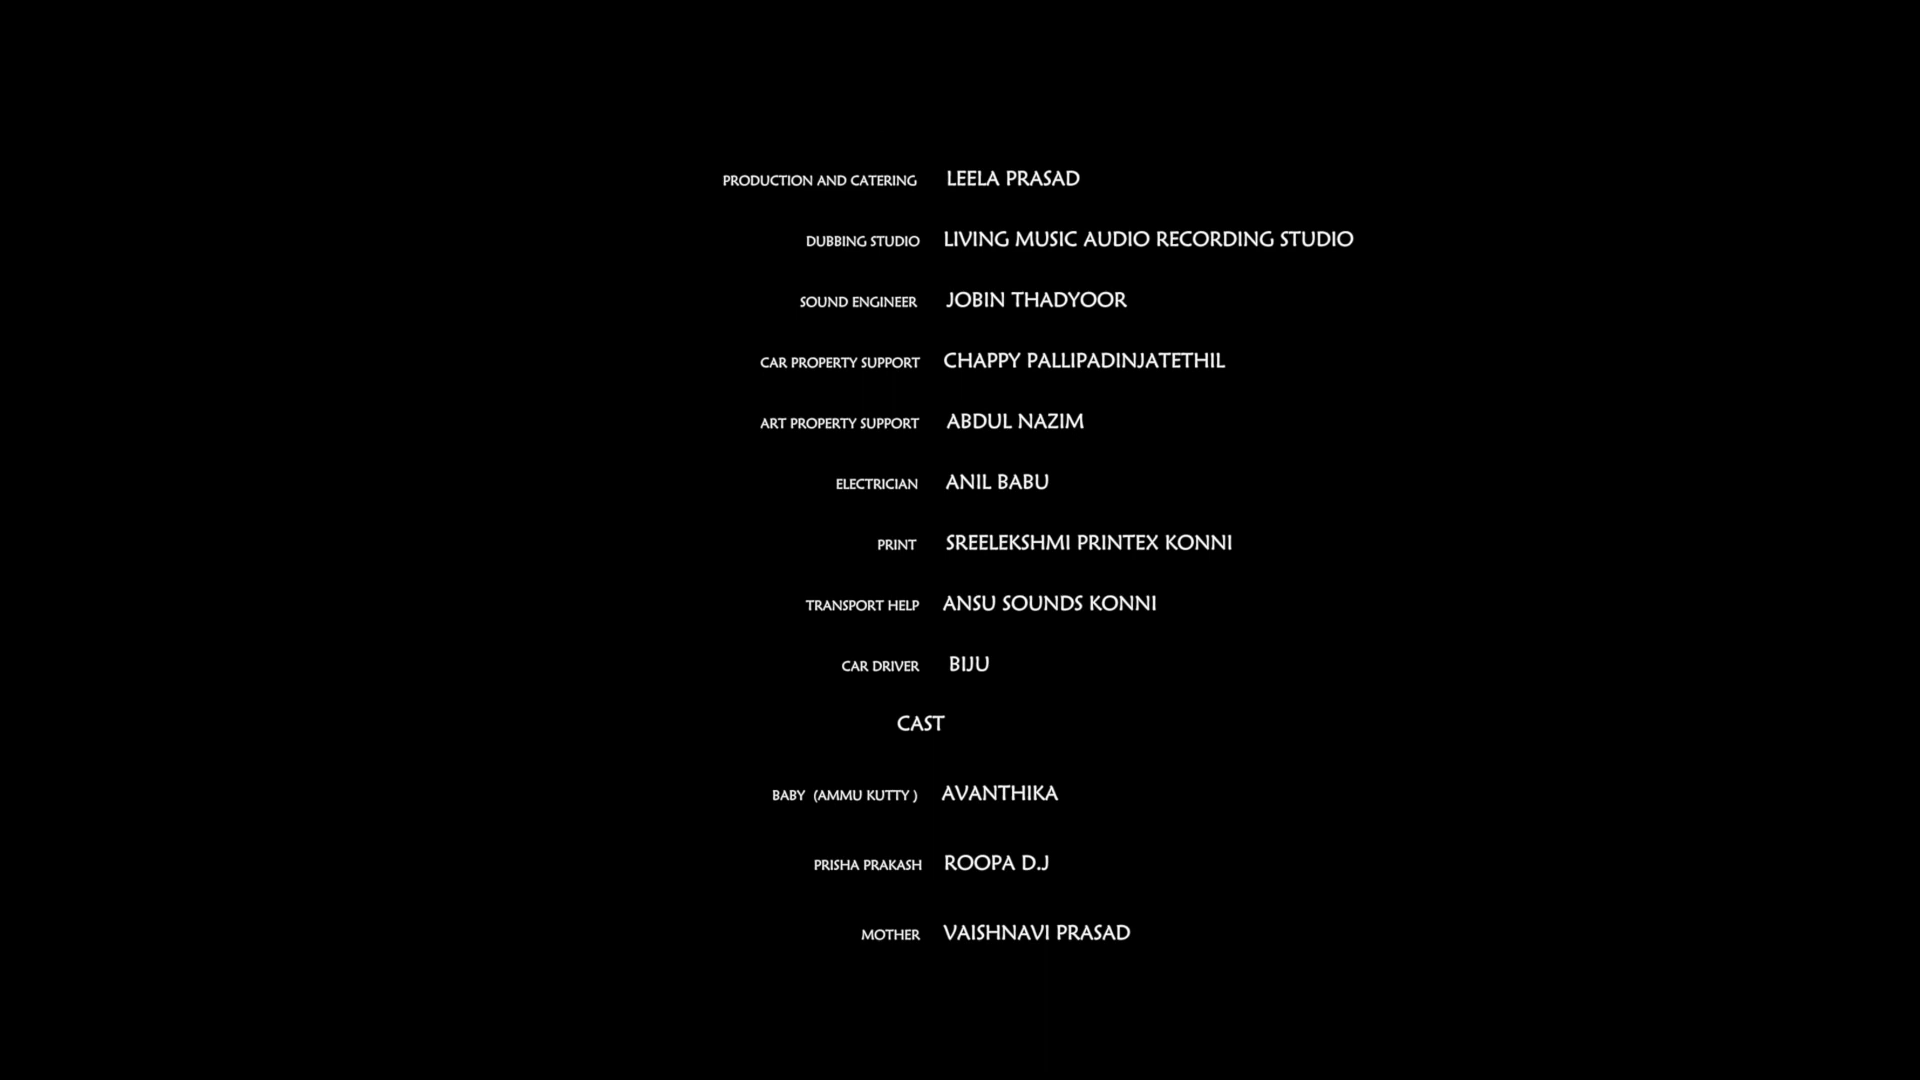 PRODUCTION AND CATERING LEELA PRASAD
DUBBING STUDIO LIVING MUSIC AUDIO RECORDING STUDIO
SOUND ENGINEER JOBIN THADYOOR
CAR PROPERTY SUPPORT CHAPPY PALLIPADINJATETHIL
ART PROPERTY SUPPORT ABDUL NAZIM
ELECTRICIAN ANIL BABU
PRINT SREELEKSHMI PRINTEX KONNI
TRANSPORT HELP ANSU SOUNDS KONNI
CAR DRIVER BIJU
CAST
BABY (AMMU KUTTY ) AVANTHIKA
PRISHA PRAKASH ROOPA D.J
MOTHER VAISHNAVI PRASAD